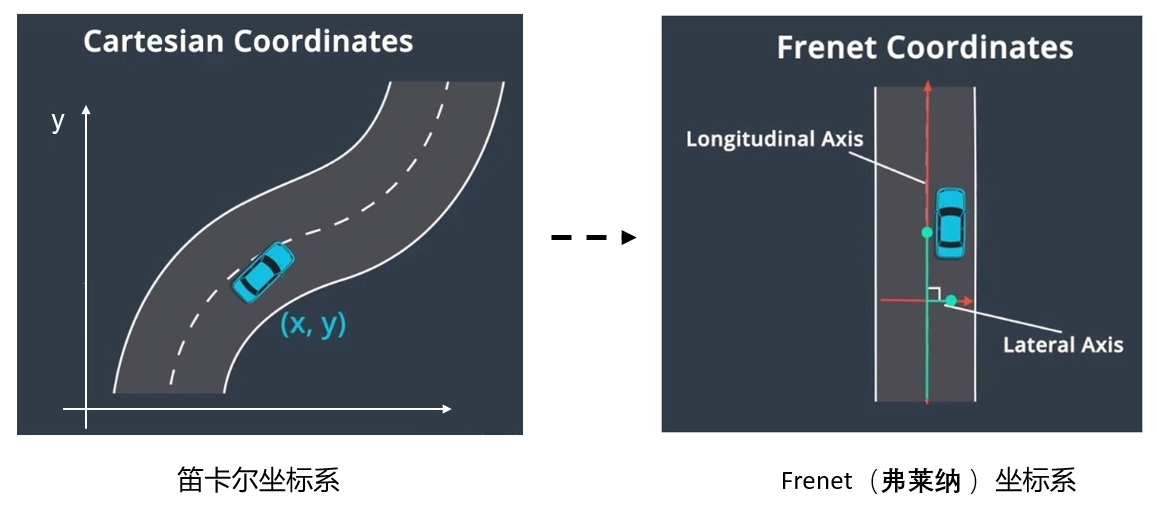 Cartesian Coordinates
y
(x, y)
笛卡尔坐标系
Frenet Coordinates
Longitudinal Axis
Lateral Axis
Frenet（弗莱纳 ）坐标系